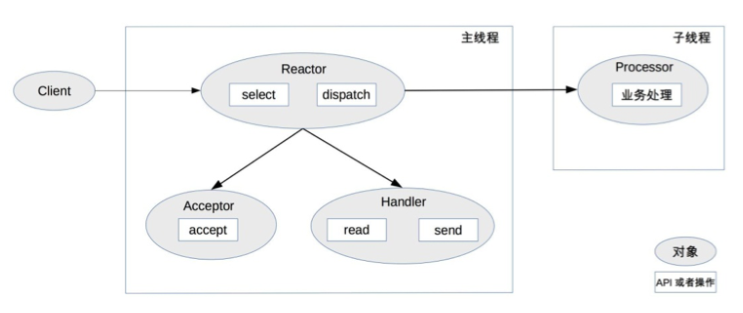 主线程
子线程
Client
Reactor
select
dispatch
Processor
业务处理
Acceptor
accept
Handler
read
send
对象
API 或者操作